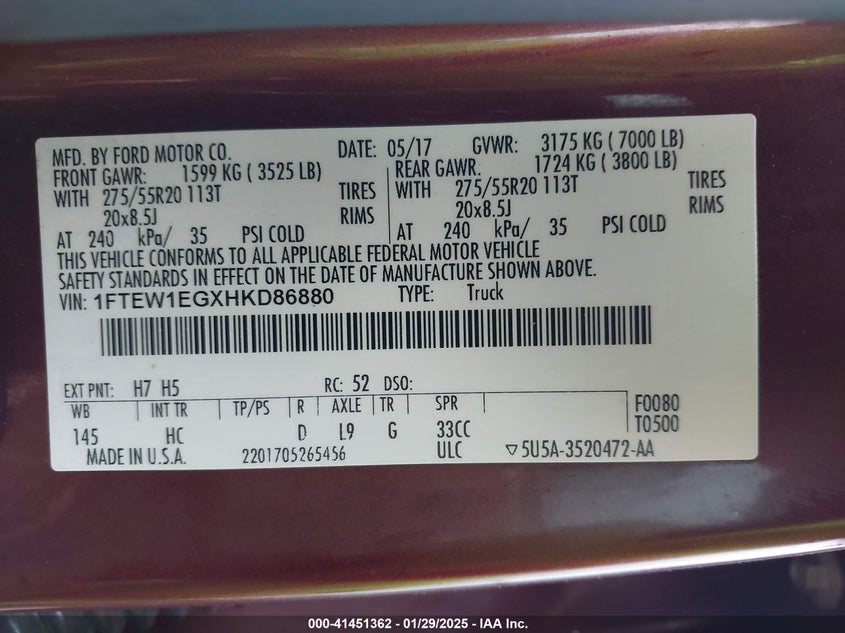 MFD. BY FORD MOTOR CO. DATE: 05/17 GVWR: 3175 KG ( 7000 LB)
FRONT GAWR: 1599 KG ( 3525 LB) REAR GAWR: 1724 KG ( 3800 LB)
WITH 275/55R20 113T TIRES WITH 275/55R20 113T TIRES
20x8.5J RIMS 20x8.5J RIMS
AT 240 kPa/ 35 PSI COLD AT 240 kPa/ 35 PSI COLD
THIS VEHICLE CONFORMS TO ALL APPLICABLE FEDERAL MOTOR VEHICLE
SAFETY STANDARDS IN EFFECT ON THE DATE OF MANUFACTURE SHOWN ABOVE.
VIN: 1FTEW1EGXHKD86880 TYPE: Truck
EXT PNT: H7 H5 RC: 52 DSO:
WB INT TR TP/PS R AXLE TR SPR F0080
145 HC D L9 G 33CC T0500
MADE IN U.S.A. 2201705265456 ULC ▽5U5A-3520472-AA
000-41451362 - 01/29/2025 - IAA Inc.